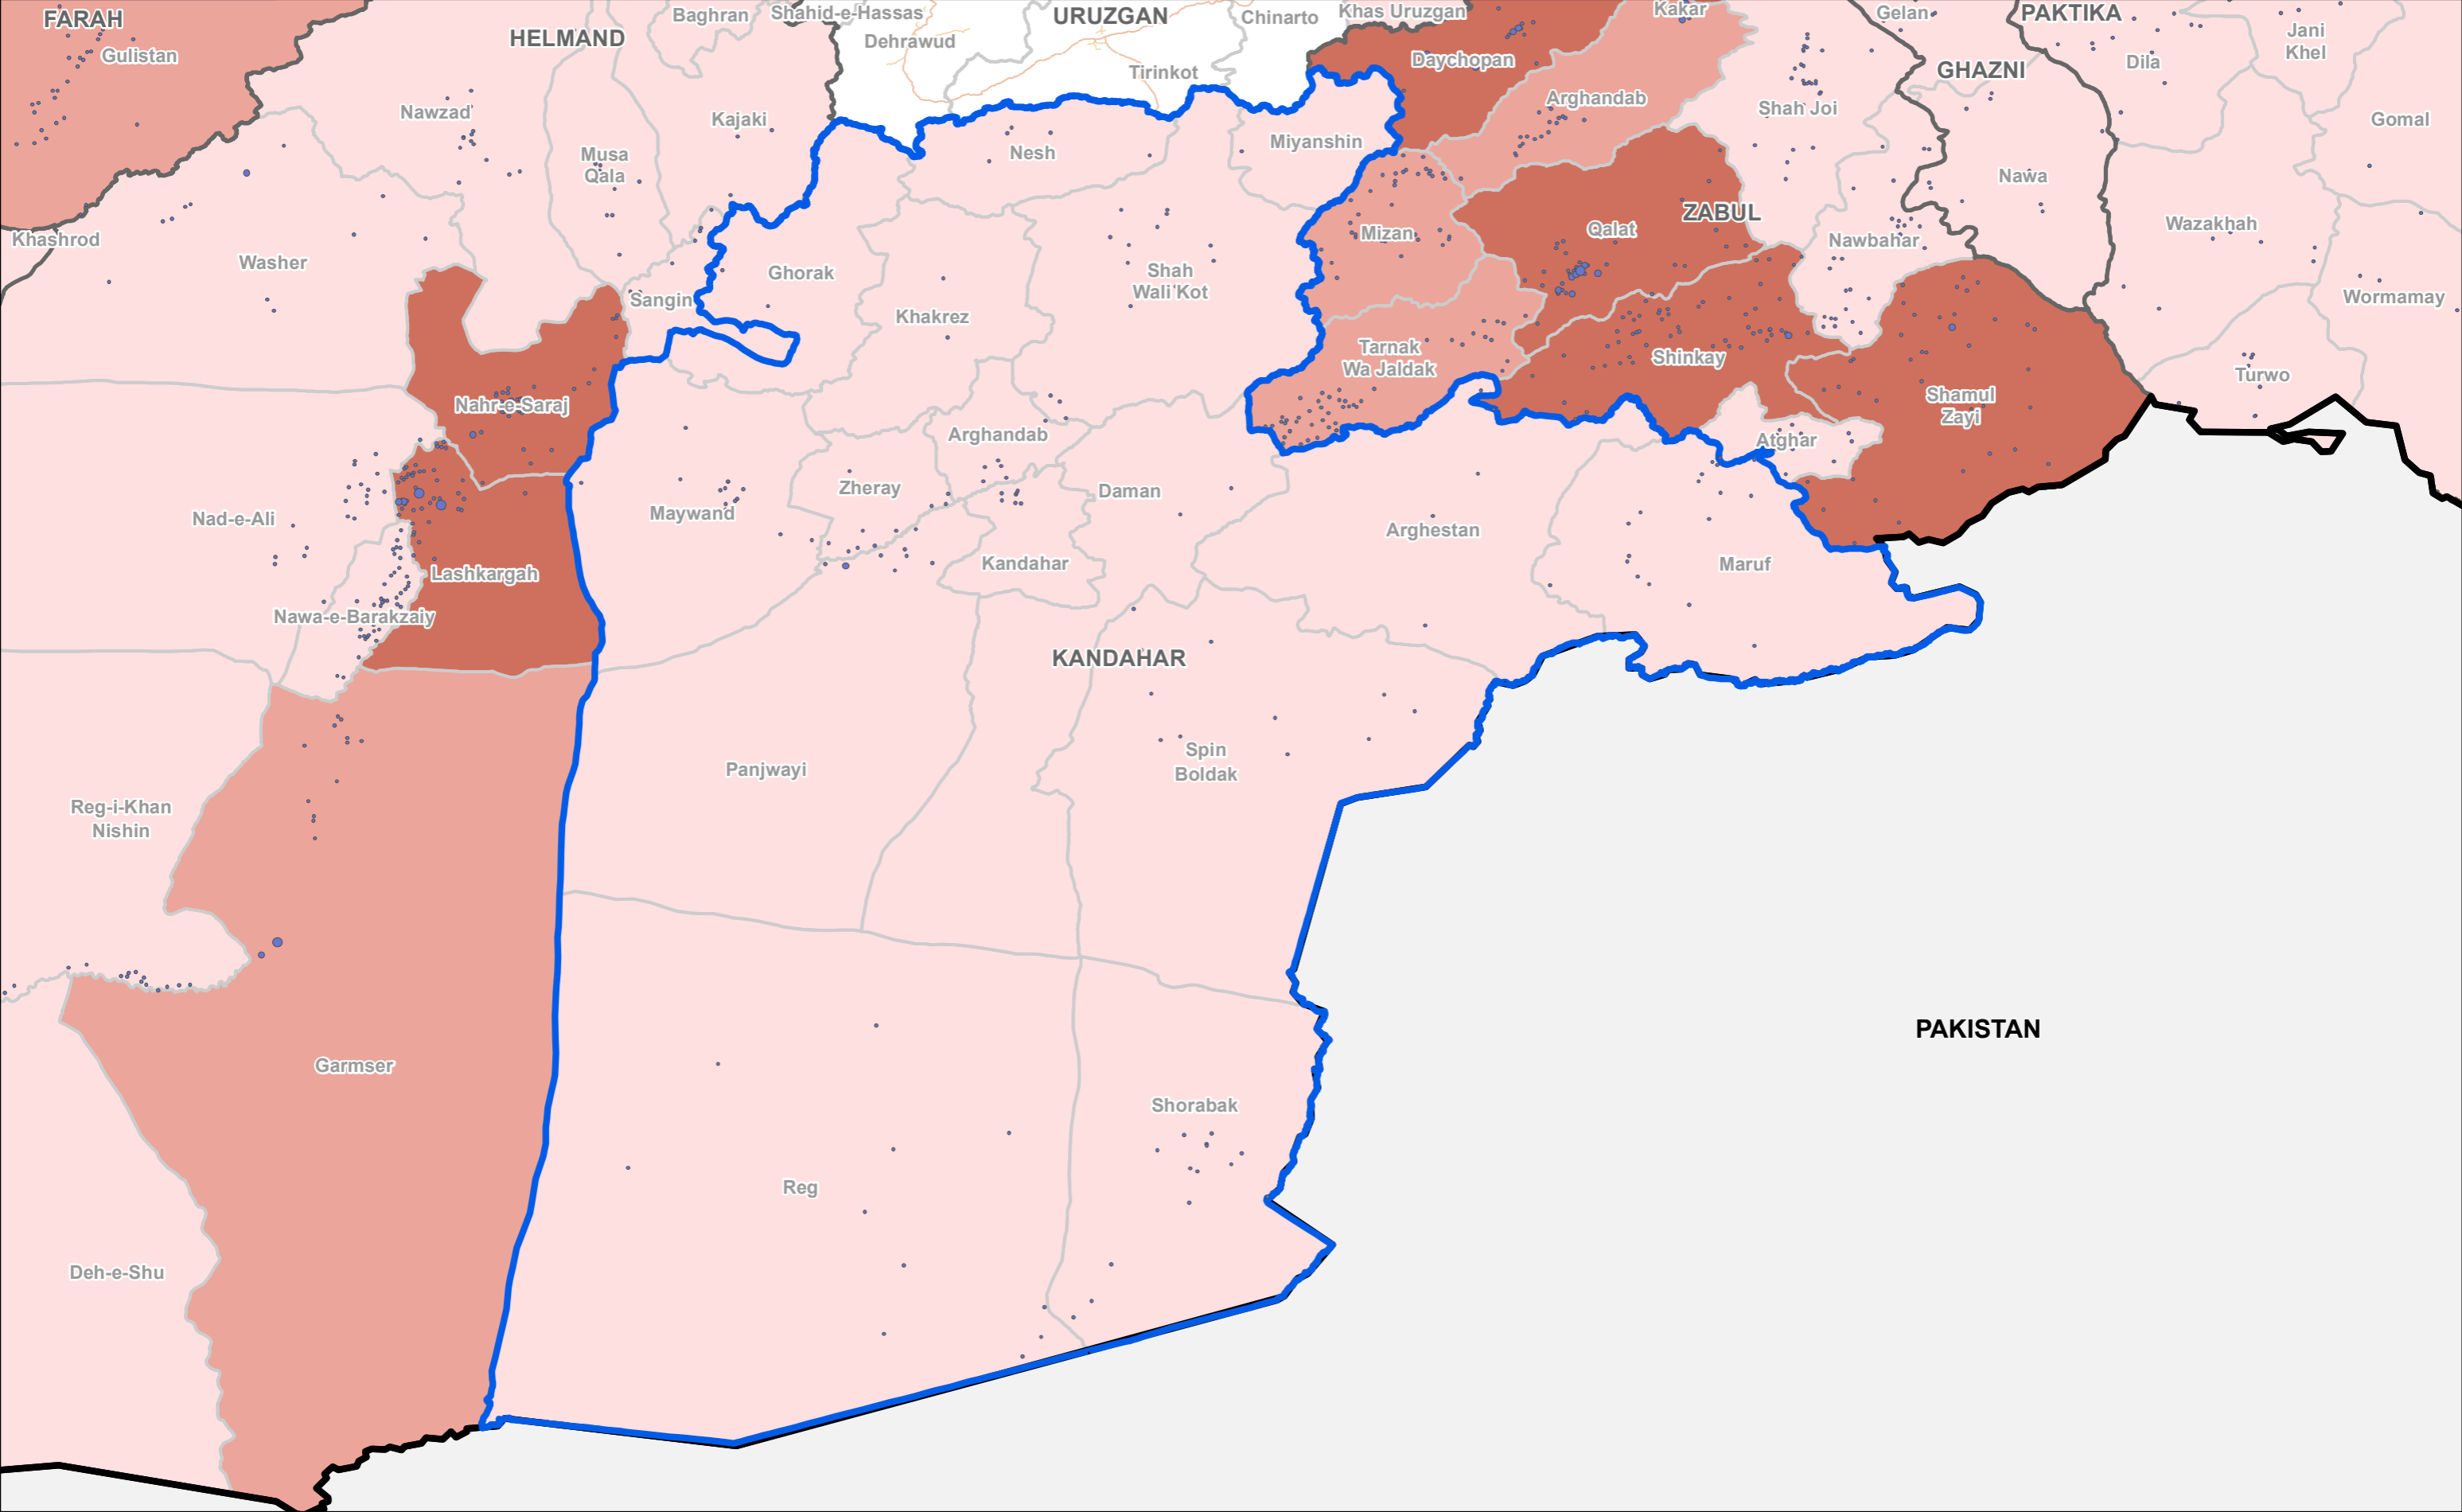 FARAH
Gulistan
HELMAND
Baghran
Shahid-e-Hassas
Dehrawud
URUZGAN
Chinarto
Khas Uruzgan
Kakar
Gelan
PAKTIKA
Jani
Khel
Daychopan
GHAZNI
Dila
Tirinkot
Nawzad
Kajaki
Arghandab
Shah Joi
Gomal
Musa
Qala
Nesh
Miyanshin
Nawa
Khashrod
Washer
Mizan
Qalat
ZABUL
Nawbahar
Wazakhah
Ghorak
Shah
Wali Kot
Sangin
Khakrez
Wormamay
Tarnak
Wa Jaldak
Shinkay
Turwo
Nahr-e-Saraj
Arghandab
Shamul
Zayi
Atghar
Zheray
Daman
Nad-e-Ali
Maywand
Arghestan
Kandahar
Maruf
Lashkargah
Nawa-e-Barakzaiy
KANDAHAR
Panjwayi
Spin
Boldak
Reg-i-Khan
Nishin
PAKISTAN
Garmser
Shorabak
Reg
Deh-e-Shu